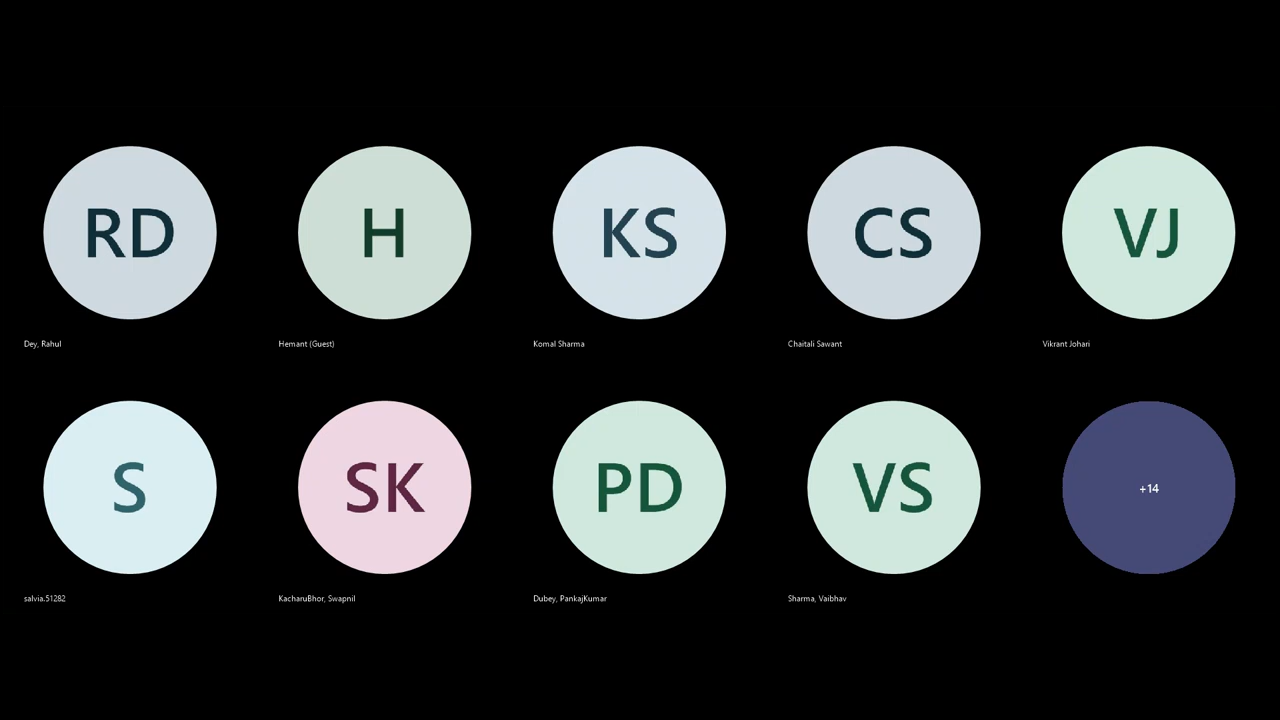 RD
H
KS
CS
VJ
Dey, Rahul
Hemant (Guest)
Komal Sharma
Chaitali Sawant
Vikrant Johari
S
SK
PD
VS
+14
salvia.51282
KacharuBhor, Swapnil
Dubey, PankajKumar
Sharma, Vaibhav